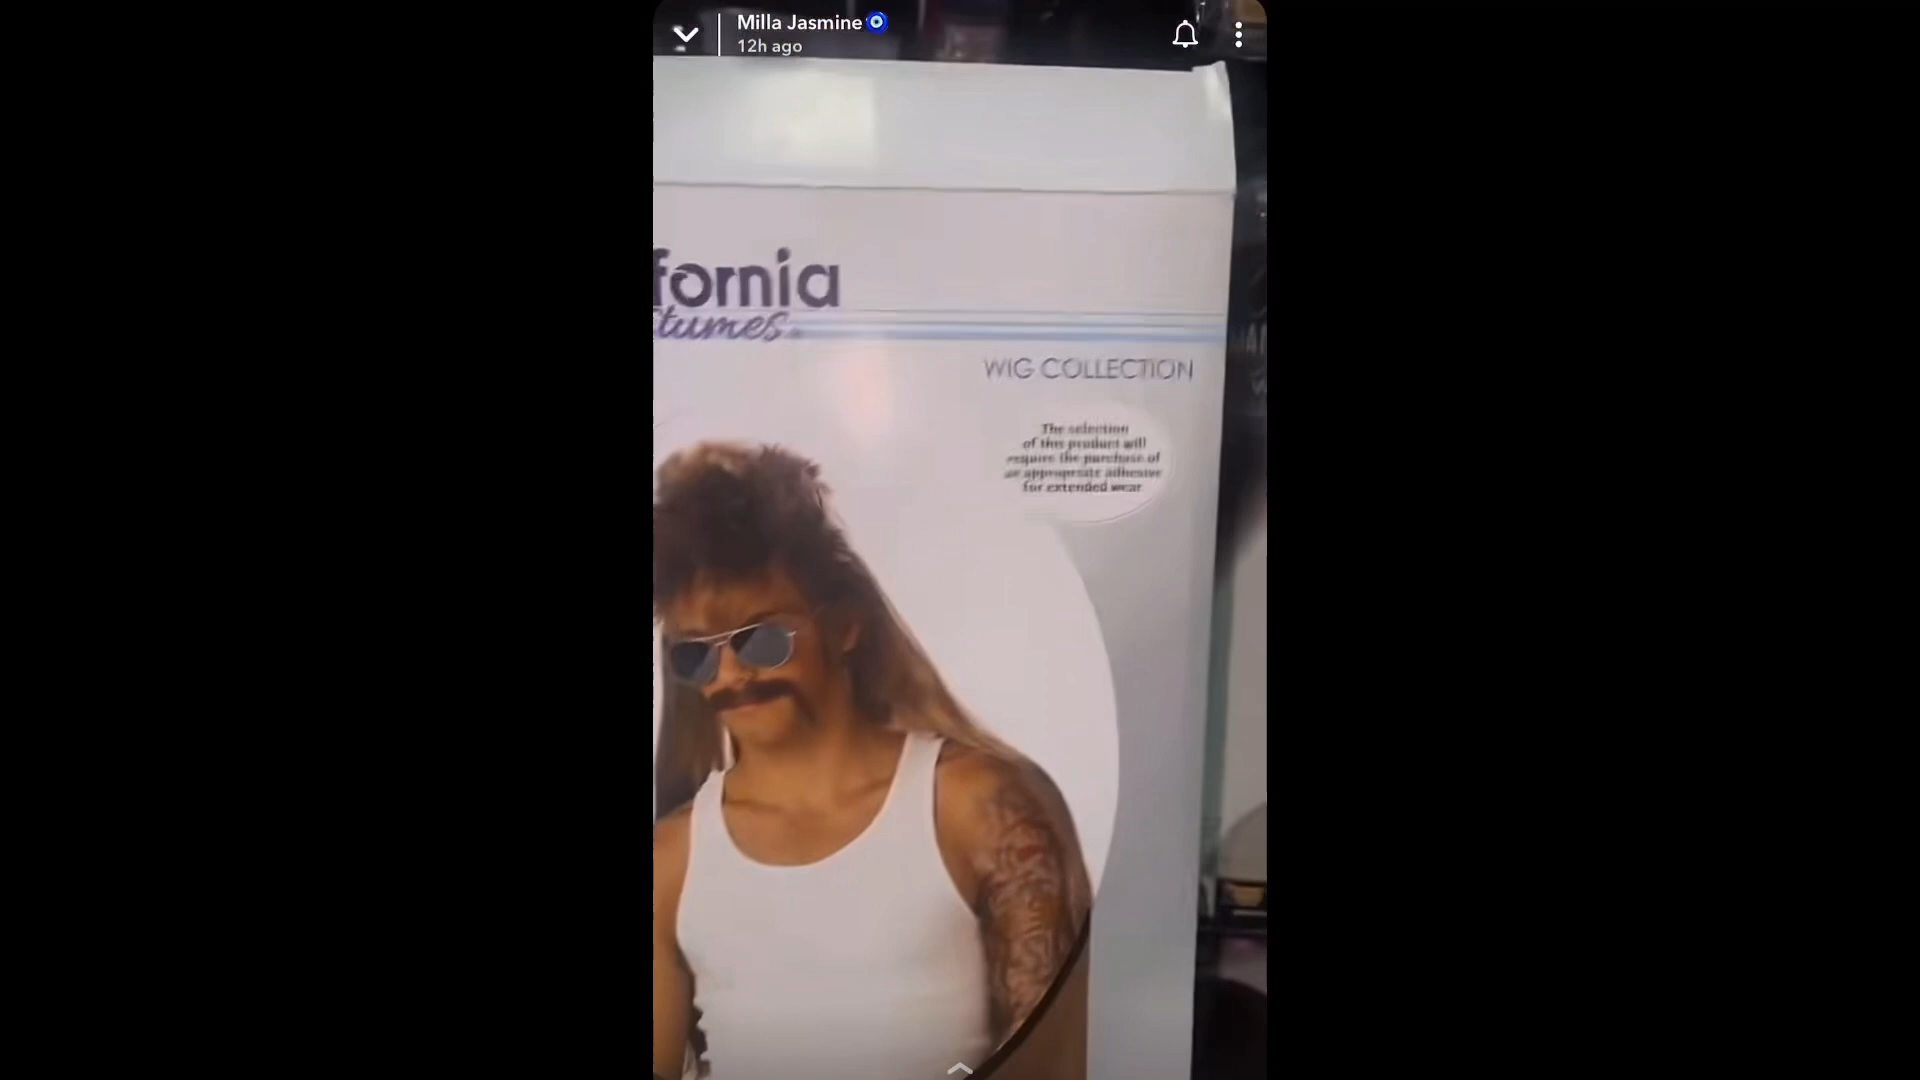 Milla Jasmine
12h ago
fornia
tumes
WIG COLLECTION
The selection
of this product will
require the purchase of
an appropriate adhesive
for extended wear